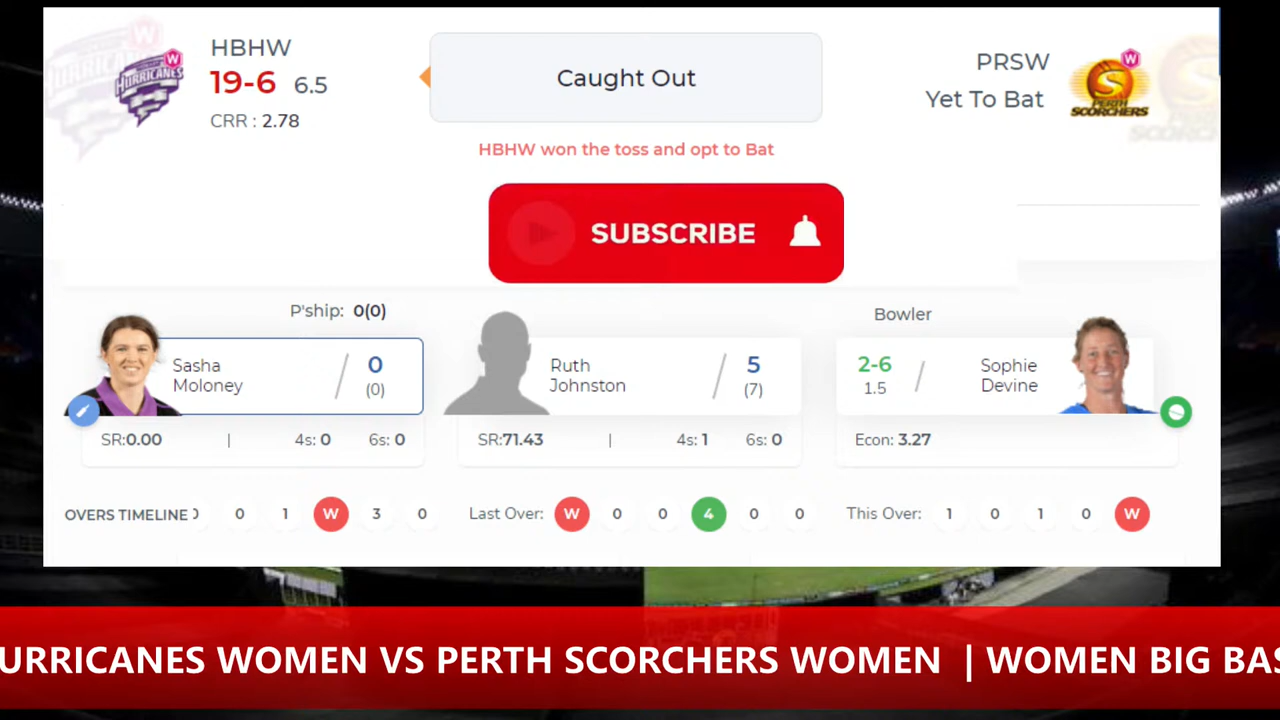 HBHW
19-6 6.5
CRR : 2.78
Caught Out
HBHW won the toss and opt to Bat
PRSW
Yet To Bat
W
HURRICANES
W
PERTH
SCORCHERS
SUBSCRIBE
P'ship: 0(0)
Bowler
Sasha
Moloney
0
(0)
Ruth
Johnston
5
(7)
2-6
1.5
Sophie
Devine
SR:0.00 | 4s: 0 6s: 0
SR:71.43 | 4s: 1 6s: 0
Econ: 3.27
OVERS TIMELINE 0 1 W 3 0 Last Over: W 0 0 4 0 0 This Over: 1 0 1 0 W
URRICANES WOMEN VS PERTH SCORCHERS WOMEN | WOMEN BIG BAS